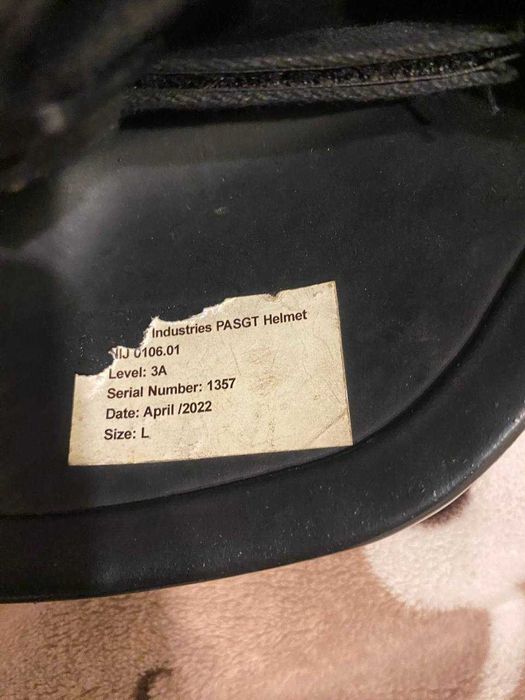 Industries PASGT Helmet
NIJ 0106.01
Level: 3A
Serial Number: 1357
Date: April /2022
Size: L